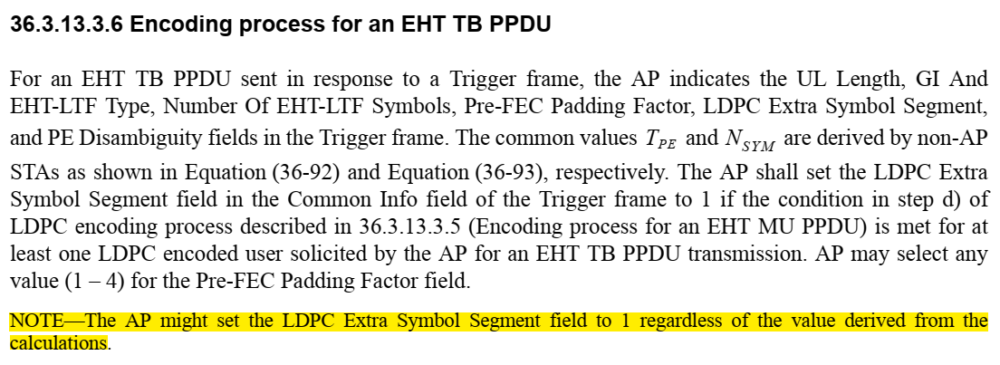 36.3.13.3.6 Encoding process for an EHT TB PPDU
For an EHT TB PPDU sent in response to a Trigger frame, the AP indicates the UL Length, GI And
EHT-LTF Type, Number Of EHT-LTF Symbols, Pre-FEC Padding Factor, LDPC Extra Symbol Segment,
and PE Disambiguity fields in the Trigger frame. The common values T_PE and N_SYM are derived by non-AP
STAs as shown in Equation (36-92) and Equation (36-93), respectively. The AP shall set the LDPC Extra
Symbol Segment field in the Common Info field of the Trigger frame to 1 if the condition in step d) of
LDPC encoding process described in 36.3.13.3.5 (Encoding process for an EHT MU PPDU) is met for at
least one LDPC encoded user solicited by the AP for an EHT TB PPDU transmission. AP may select any
value (1 – 4) for the Pre-FEC Padding Factor field.
NOTE—The AP might set the LDPC Extra Symbol Segment field to 1 regardless of the value derived from the
calculations.